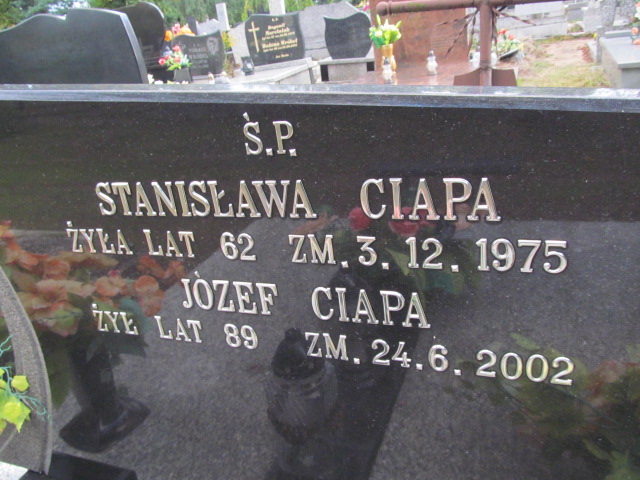 Ś.P.
STANISŁAWA CIAPA
ŻYŁA LAT 62 ZM. 3. 12. 1975
JÓZEF CIAPA
ŻYŁ LAT 89 ZM. 24. 6. 2002